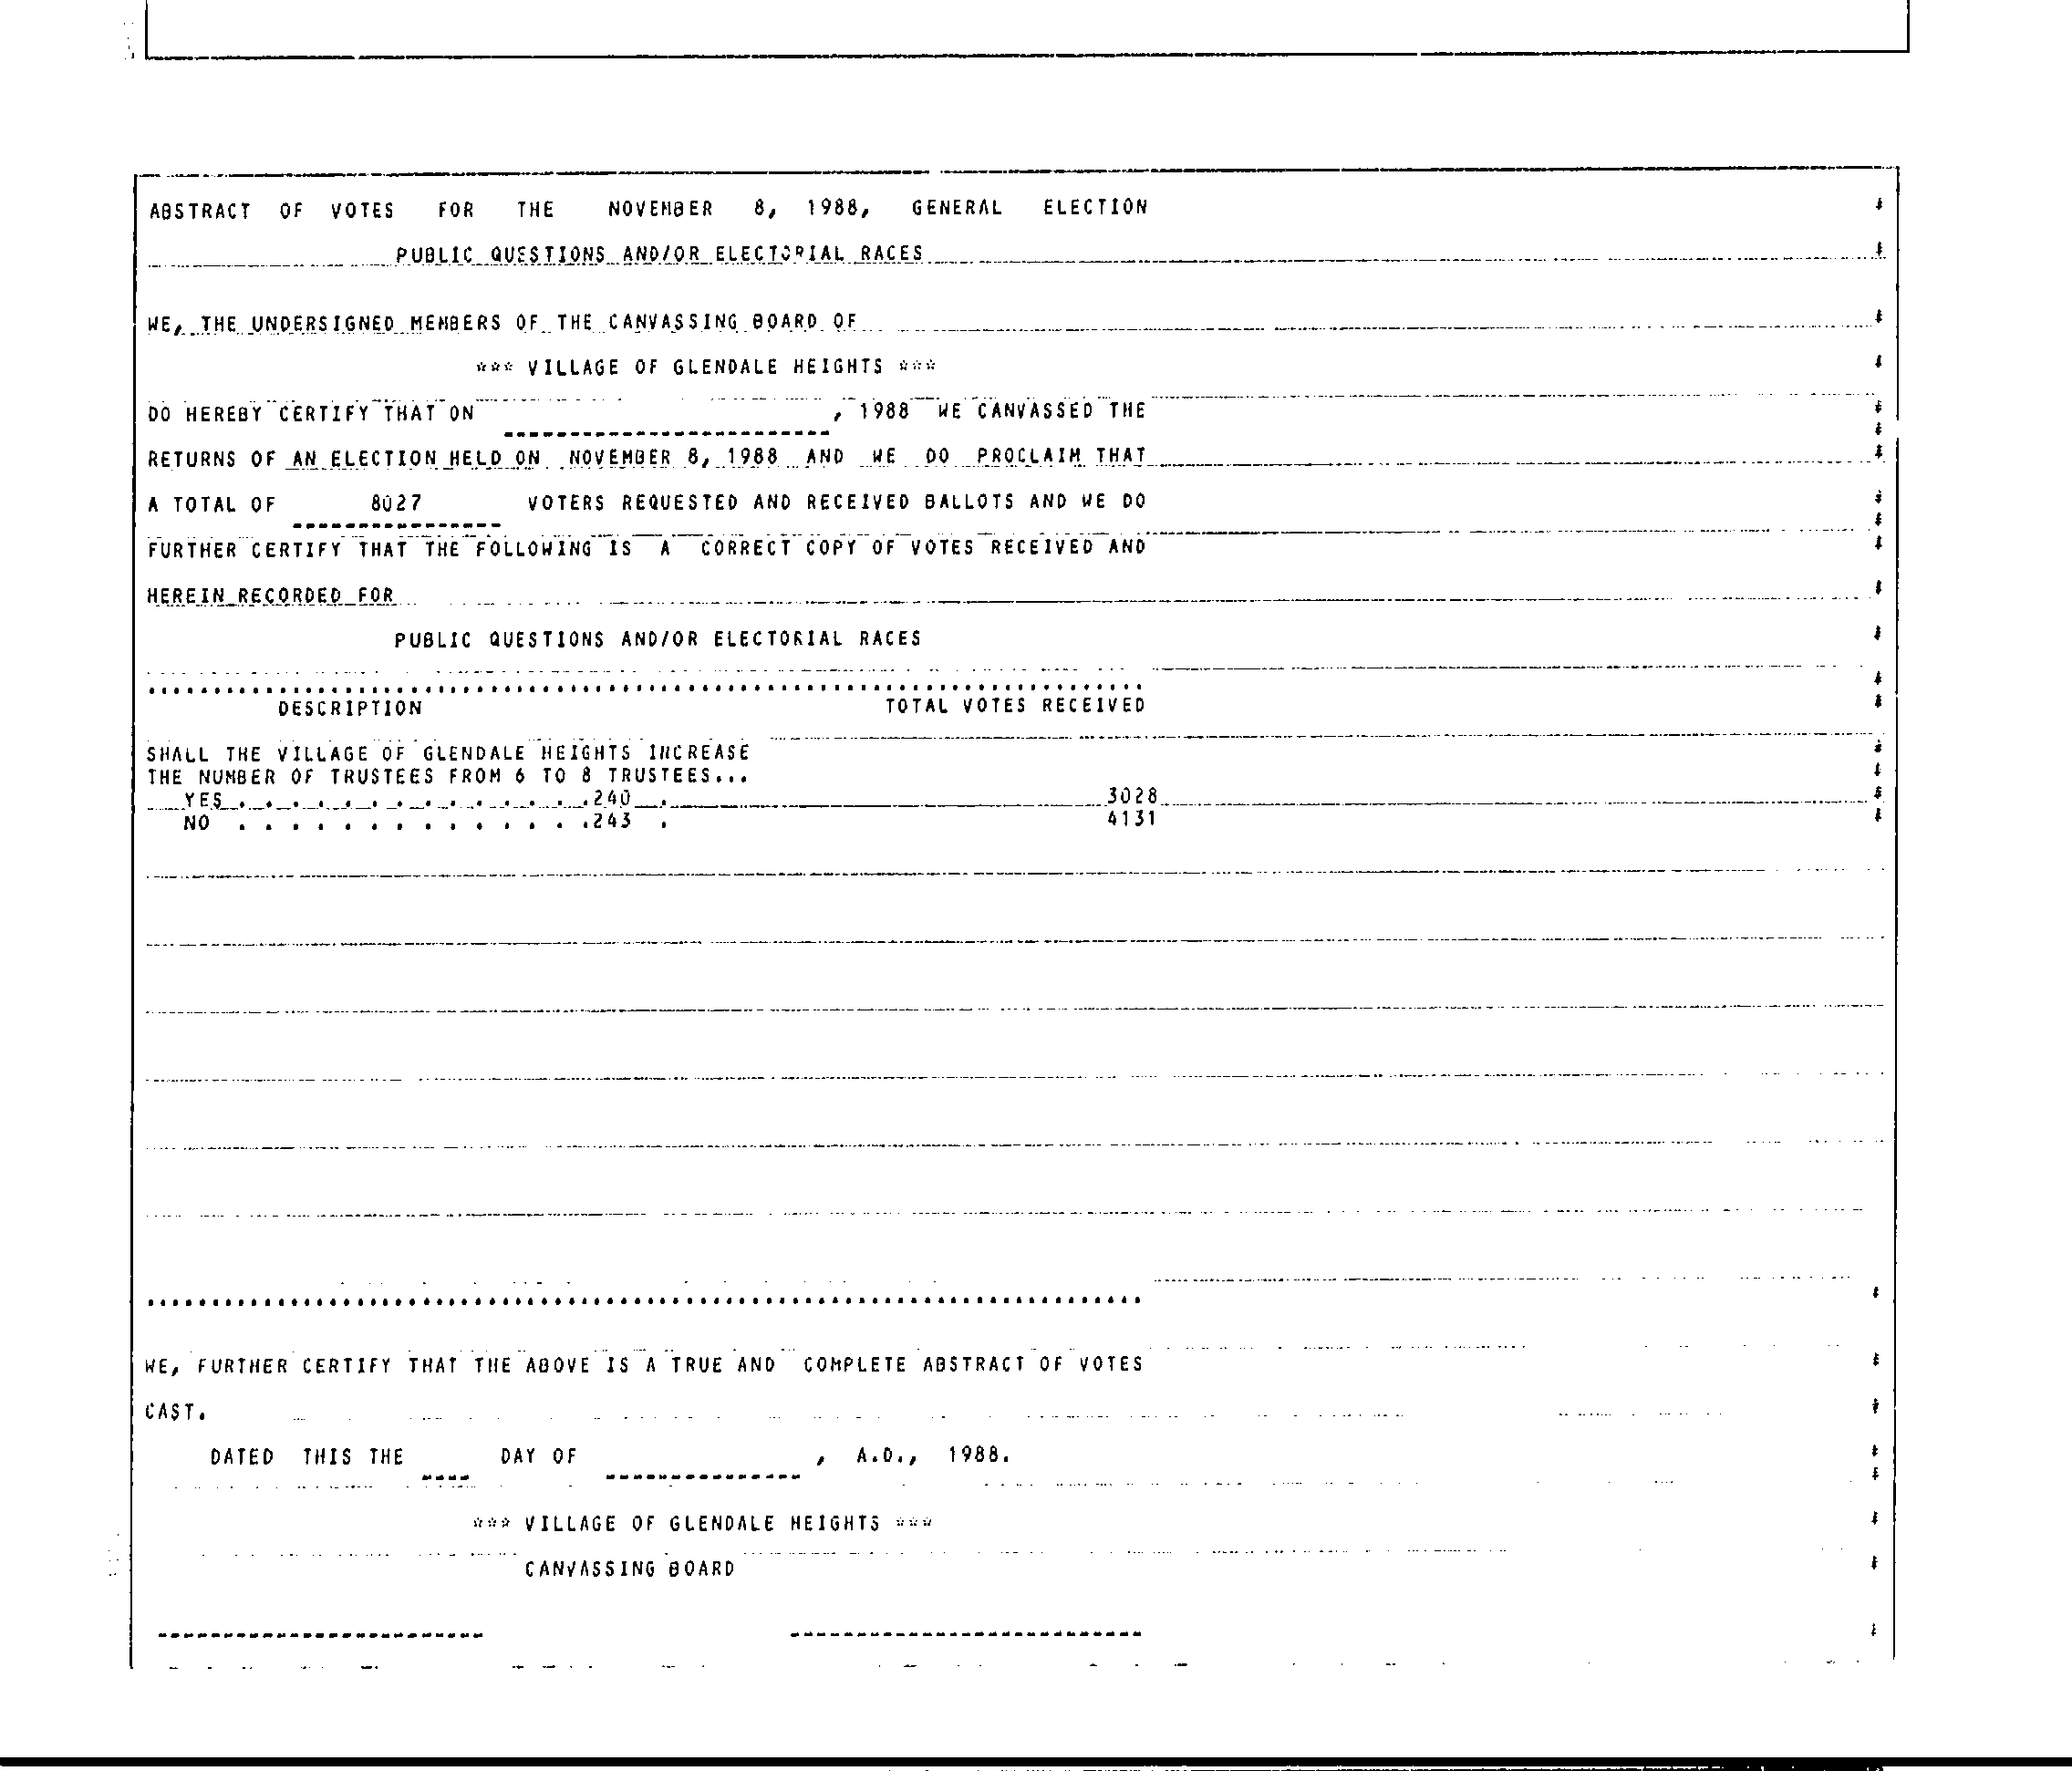 ABSTRACT OF VOTES FOR THE NOVEMBER 8, 1988, GENERAL ELECTION
PUBLIC QUESTIONS AND/OR ELECTORIAL RACES
WE, THE UNDERSIGNED MEMBERS OF THE CANVASSING BOARD OF
*** VILLAGE OF GLENDALE HEIGHTS ***
DO HEREBY CERTIFY THAT ON , 1988 WE CANVASSED THE
RETURNS OF AN ELECTION HELD ON NOVEMBER 8, 1988 AND WE DO PROCLAIM THAT
A TOTAL OF 8027 VOTERS REQUESTED AND RECEIVED BALLOTS AND WE DO
FURTHER CERTIFY THAT THE FOLLOWING IS A CORRECT COPY OF VOTES RECEIVED AND
HEREIN RECORDED FOR
PUBLIC QUESTIONS AND/OR ELECTORIAL RACES
DESCRIPTION TOTAL VOTES RECEIVED
SHALL THE VILLAGE OF GLENDALE HEIGHTS INCREASE
THE NUMBER OF TRUSTEES FROM 6 TO 8 TRUSTEES...
YES . . . . . . . . . . . . . .240 . 3028
NO . . . . . . . . . . . . . .243 . 4131
WE, FURTHER CERTIFY THAT THE ABOVE IS A TRUE AND COMPLETE ABSTRACT OF VOTES
CAST.
DATED THIS THE ---- DAY OF ---------------, A.D., 1988.
*** VILLAGE OF GLENDALE HEIGHTS ***
CANVASSING BOARD